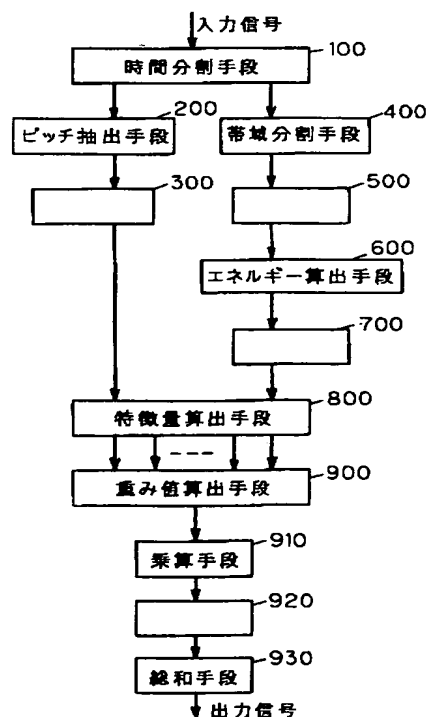 入力信号
100
時間分割手段
200
ピッチ抽出手段
400
帯域分割手段
300
500
600
エネルギー算出手段
700
800
特徴量算出手段
900
重み値算出手段
910
乗算手段
920
930
総和手段
出力信号